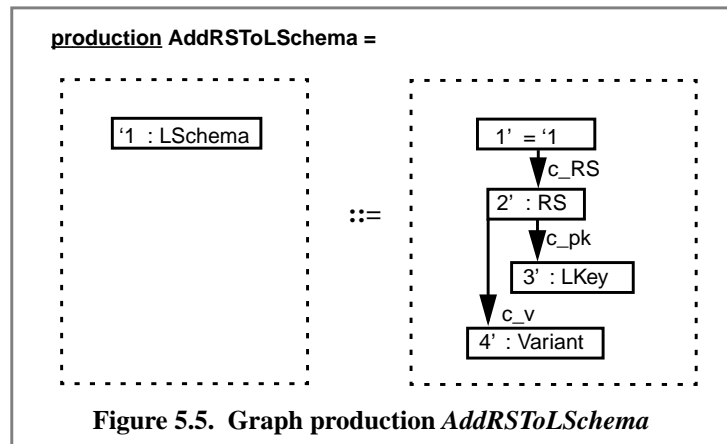 production AddRSToLSchema =
‘1 : LSchema
::=
1’ = ‘1
c_RS
2’ : RS
c_pk
3’ : LKey
c_v
4’ : Variant
Figure 5.5. Graph production AddRSToLSchema